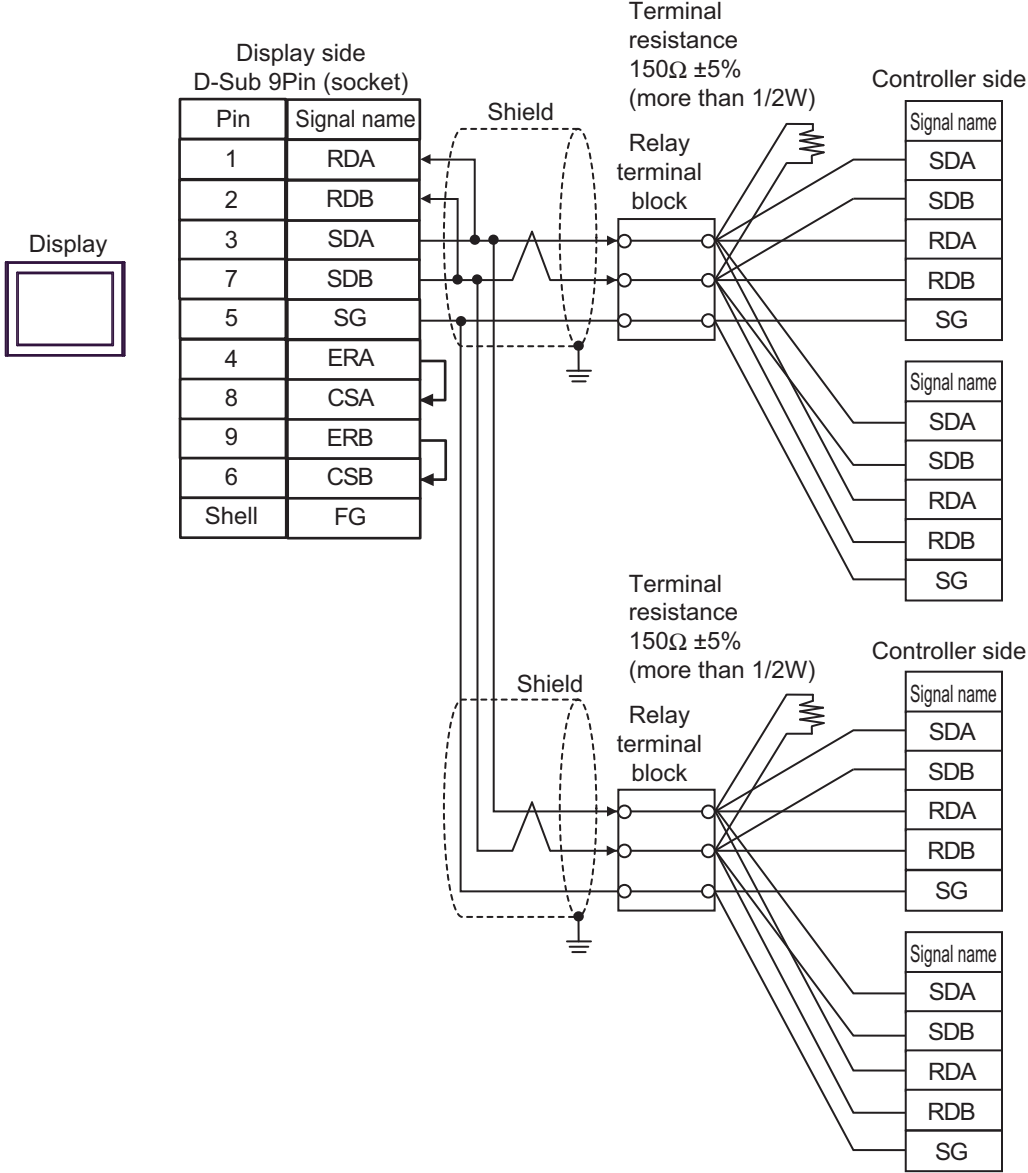 Display
Display side
D-Sub 9Pin (socket)
Pin Signal name
1 RDA
2 RDB
3 SDA
7 SDB
5 SG
4 ERA
8 CSA
9 ERB
6 CSB
Shell FG
Shield
Terminal
resistance
150Ω ±5%
(more than 1/2W)
Relay
terminal
block
Controller side
Signal name
SDA
SDB
RDA
RDB
SG
Signal name
SDA
SDB
RDA
RDB
SG
Shield
Terminal
resistance
150Ω ±5%
(more than 1/2W)
Relay
terminal
block
Controller side
Signal name
SDA
SDB
RDA
RDB
SG
Signal name
SDA
SDB
RDA
RDB
SG